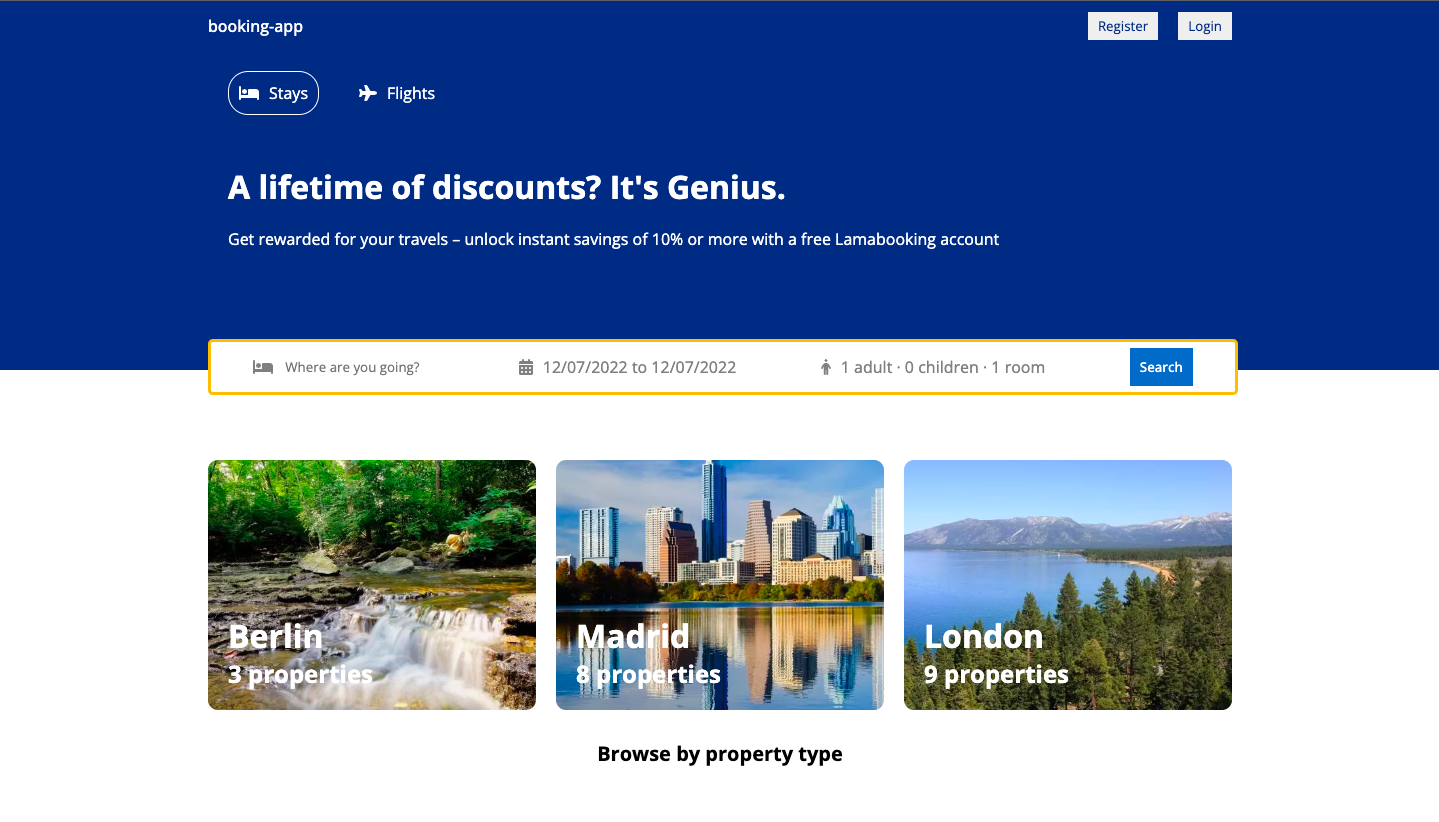 booking-app
Register
Login
Stays
Flights
A lifetime of discounts? It's Genius.
Get rewarded for your travels – unlock instant savings of 10% or more with a free Lamabooking account
Where are you going?
12/07/2022 to 12/07/2022
1 adult · 0 children · 1 room
Search
Berlin
3 properties
Madrid
8 properties
London
9 properties
Browse by property type